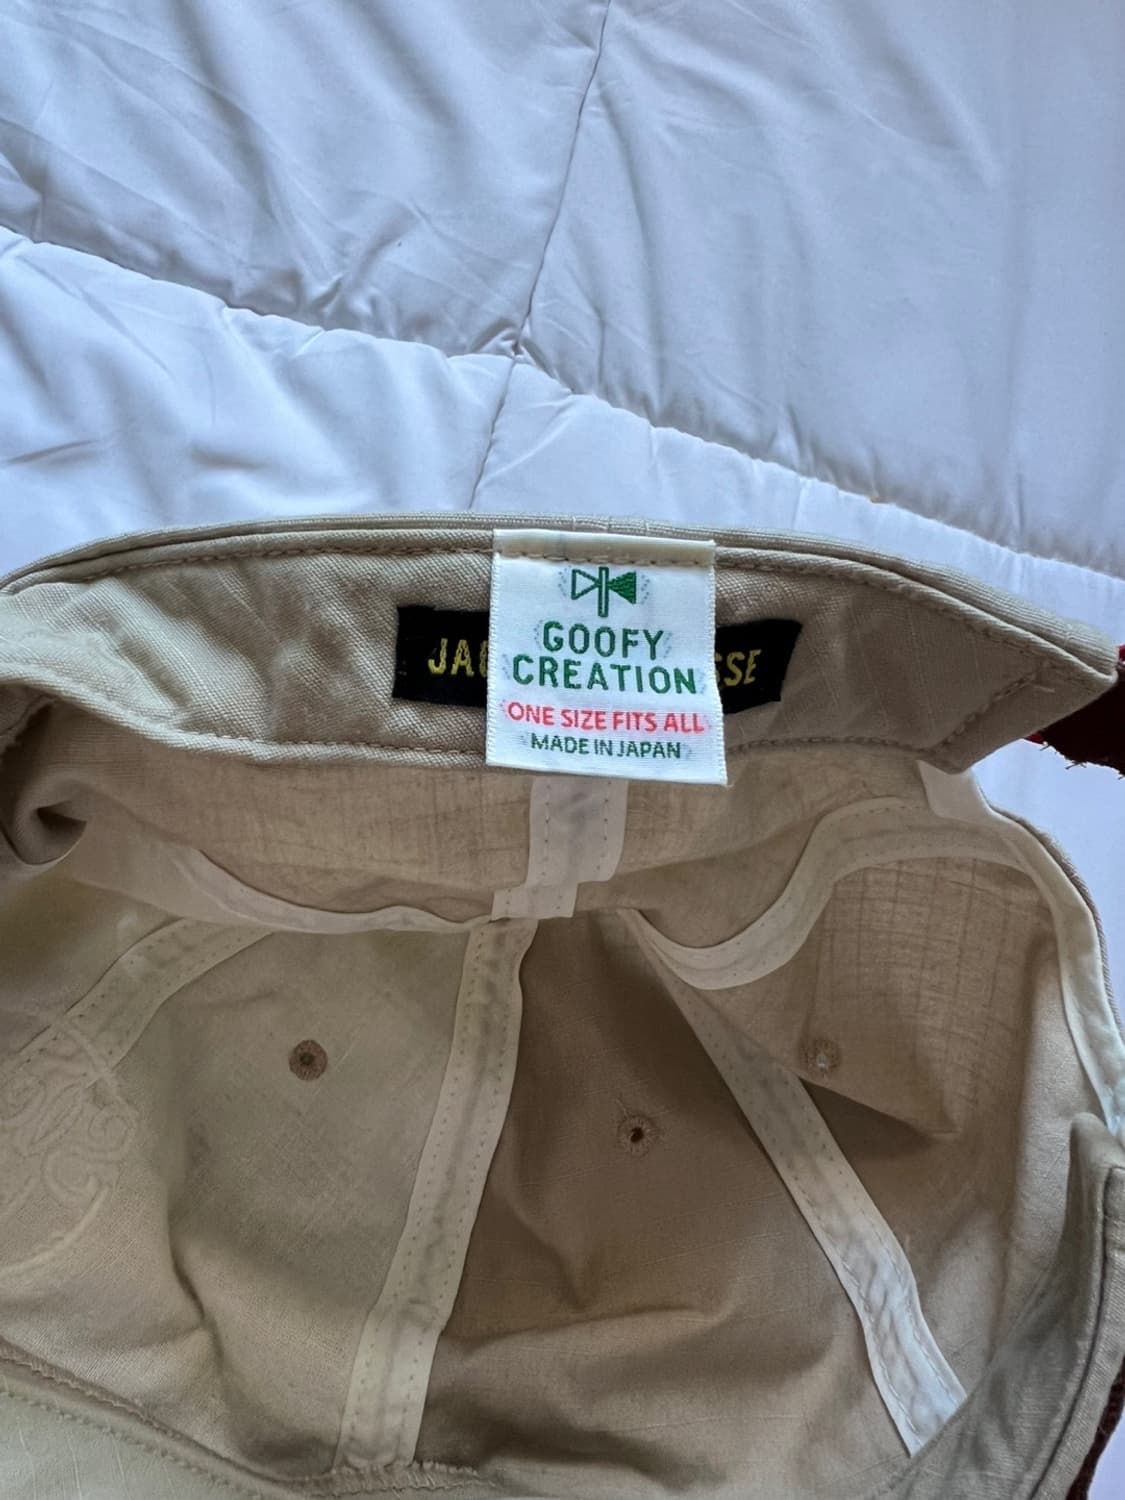 GOOFY
CREATION
ONE SIZE FITS ALL
MADE IN JAPAN